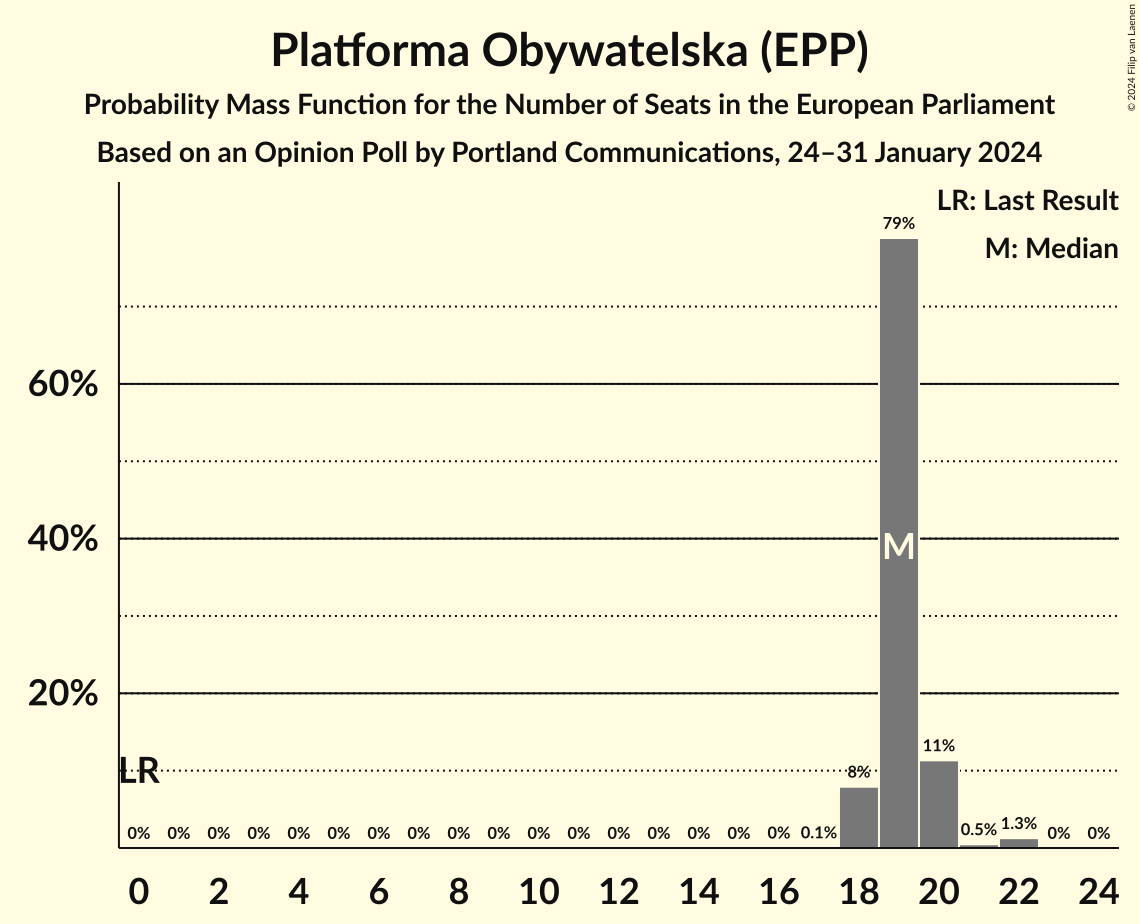 Platforma Obywatelska (EPP)
Probability Mass Function for the Number of Seats in the European Parliament
Based on an Opinion Poll by Portland Communications, 24–31 January 2024
© 2024 Filip van Laenen
LR: Last Result
M: Median
79%
60%
40%
M
20%
LR
11%
8%
0% 0% 0% 0% 0% 0% 0% 0% 0% 0% 0% 0% 0% 0% 0% 0% 0% 0.1% 0.5% 1.3% 0% 0%
0 2 4 6 8 10 12 14 16 18 20 22 24